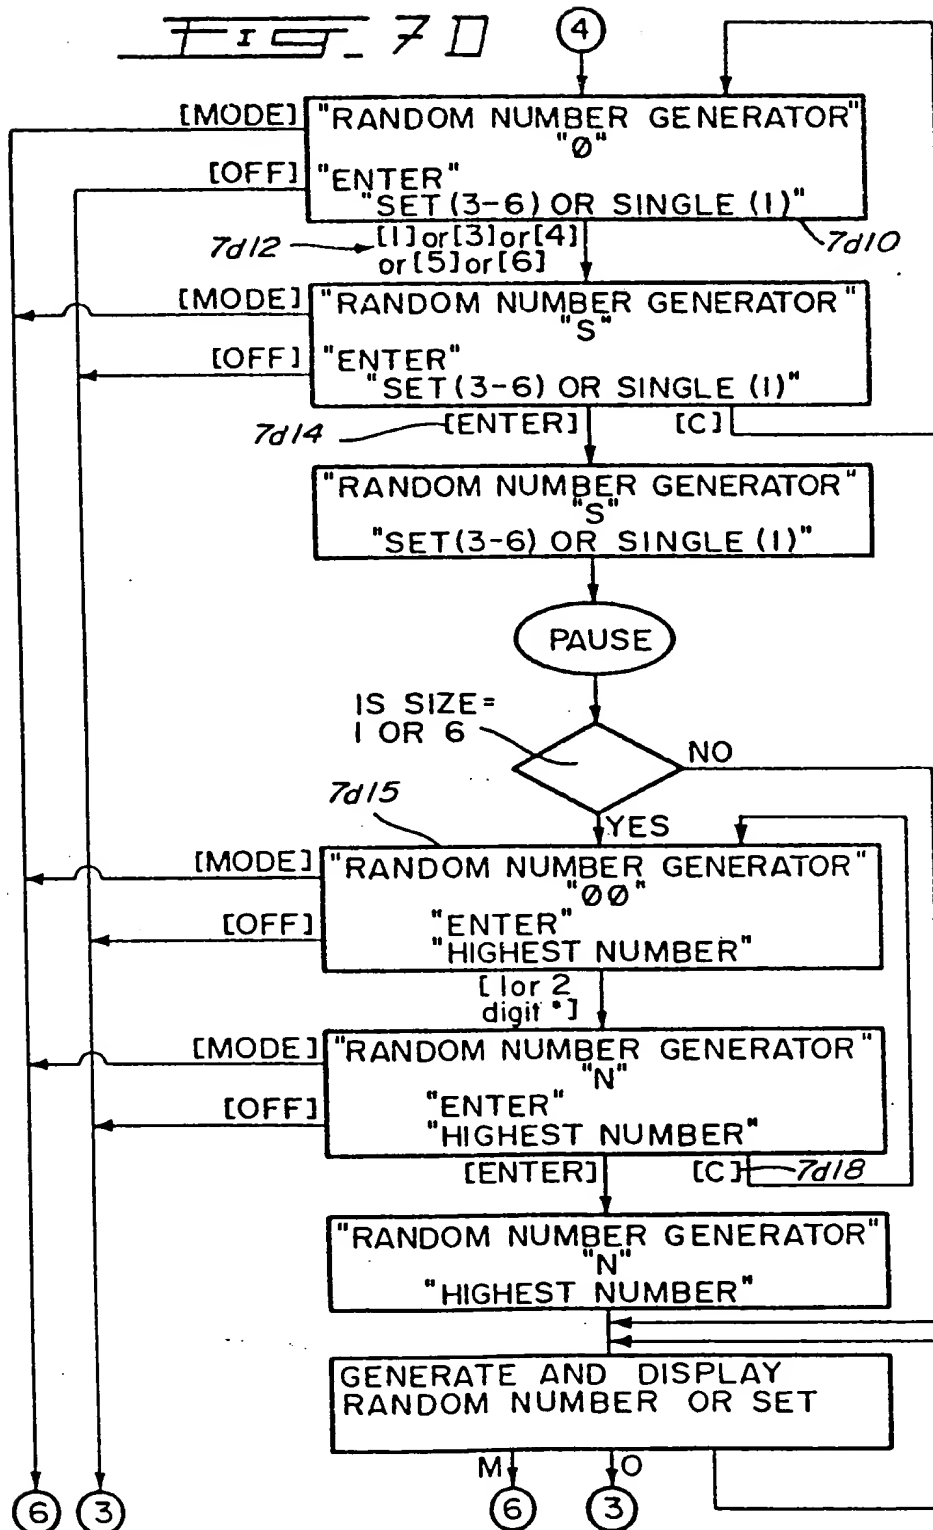 FIG. 7D
4
[MODE]
"RANDOM NUMBER GENERATOR"
"Ø"
[OFF]
"ENTER"
"SET (3-6) OR SINGLE (1)"
7d12
[1] or [3] or [4]
or [5] or [6]
7d10
[MODE]
"RANDOM NUMBER GENERATOR"
"S"
[OFF]
"ENTER"
"SET (3-6) OR SINGLE (1)"
7d14
[ENTER]
[C]
"RANDOM NUMBER GENERATOR"
"S"
"SET (3-6) OR SINGLE (1)"
PAUSE
IS SIZE=
1 OR 6
NO
7d15
YES
[MODE]
"RANDOM NUMBER GENERATOR"
"ØØ"
[OFF]
"ENTER"
"HIGHEST NUMBER"
[1 or 2
digit *]
[MODE]
"RANDOM NUMBER GENERATOR"
"N"
[OFF]
"ENTER"
"HIGHEST NUMBER"
[ENTER]
[C]
7d18
"RANDOM NUMBER GENERATOR"
"N"
"HIGHEST NUMBER"
GENERATE AND DISPLAY
RANDOM NUMBER OR SET
M
O
6
3
6
3